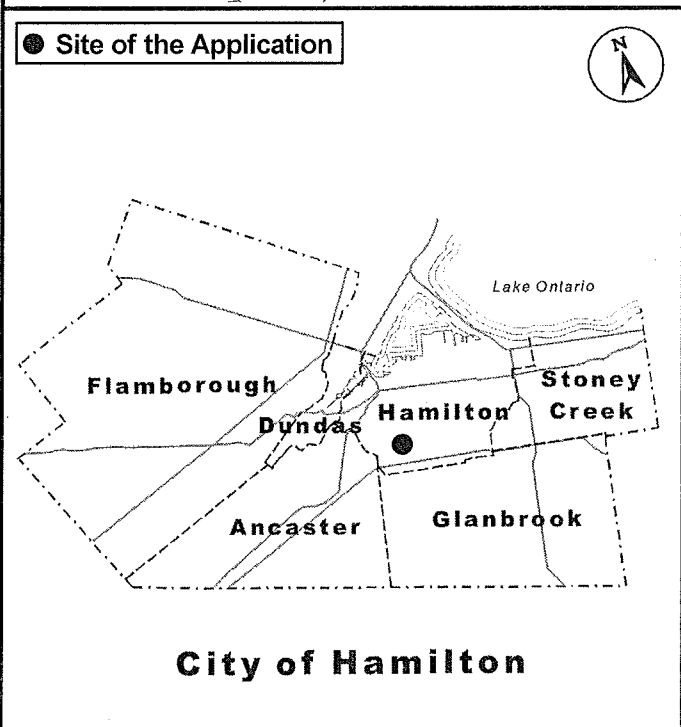 Site of the Application
N
Lake Ontario
Flamborough
Stoney
Creek
Dundas
Hamilton
Ancaster
Glanbrook
City of Hamilton